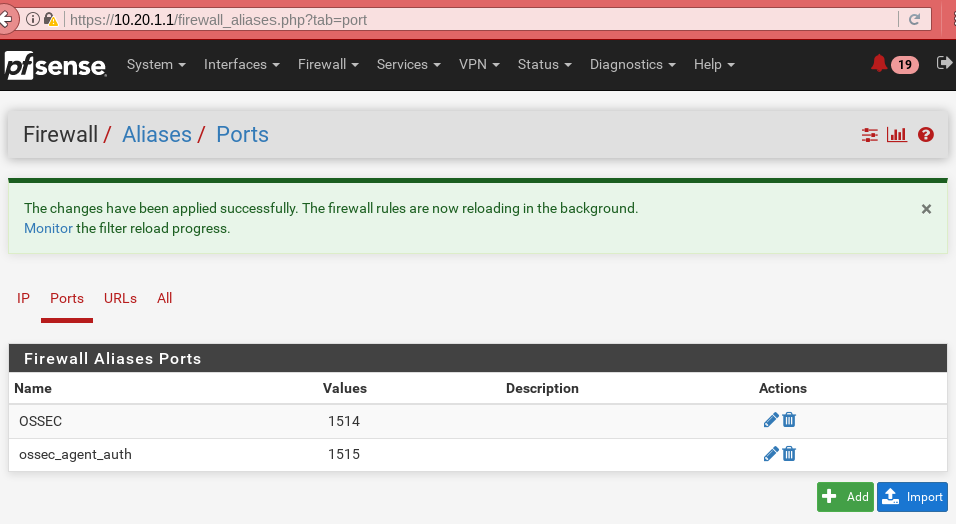 https://10.20.1.1/firewall_aliases.php?tab=port
pfsense
System Interfaces Firewall Services VPN Status Diagnostics Help 19
Firewall / Aliases / Ports
The changes have been applied successfully. The firewall rules are now reloading in the background.
Monitor the filter reload progress.
IP Ports URLs All
Firewall Aliases Ports
Name Values Description Actions
OSSEC 1514
ossec_agent_auth 1515
Add Import